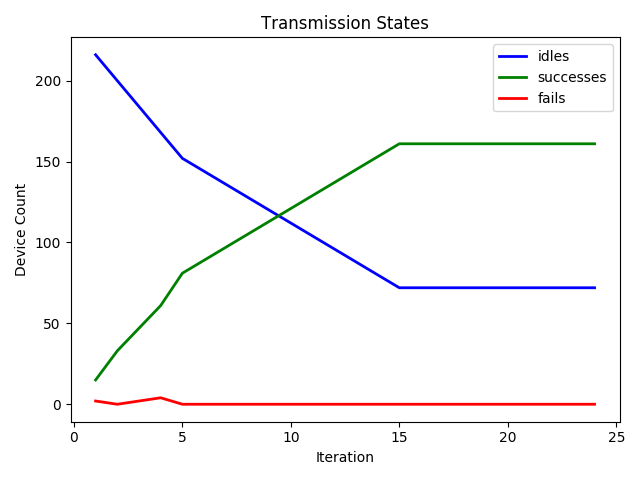 Transmission States
idles
successes
fails
Device Count
200
150
100
50
0
0 5 10 15 20 25
Iteration